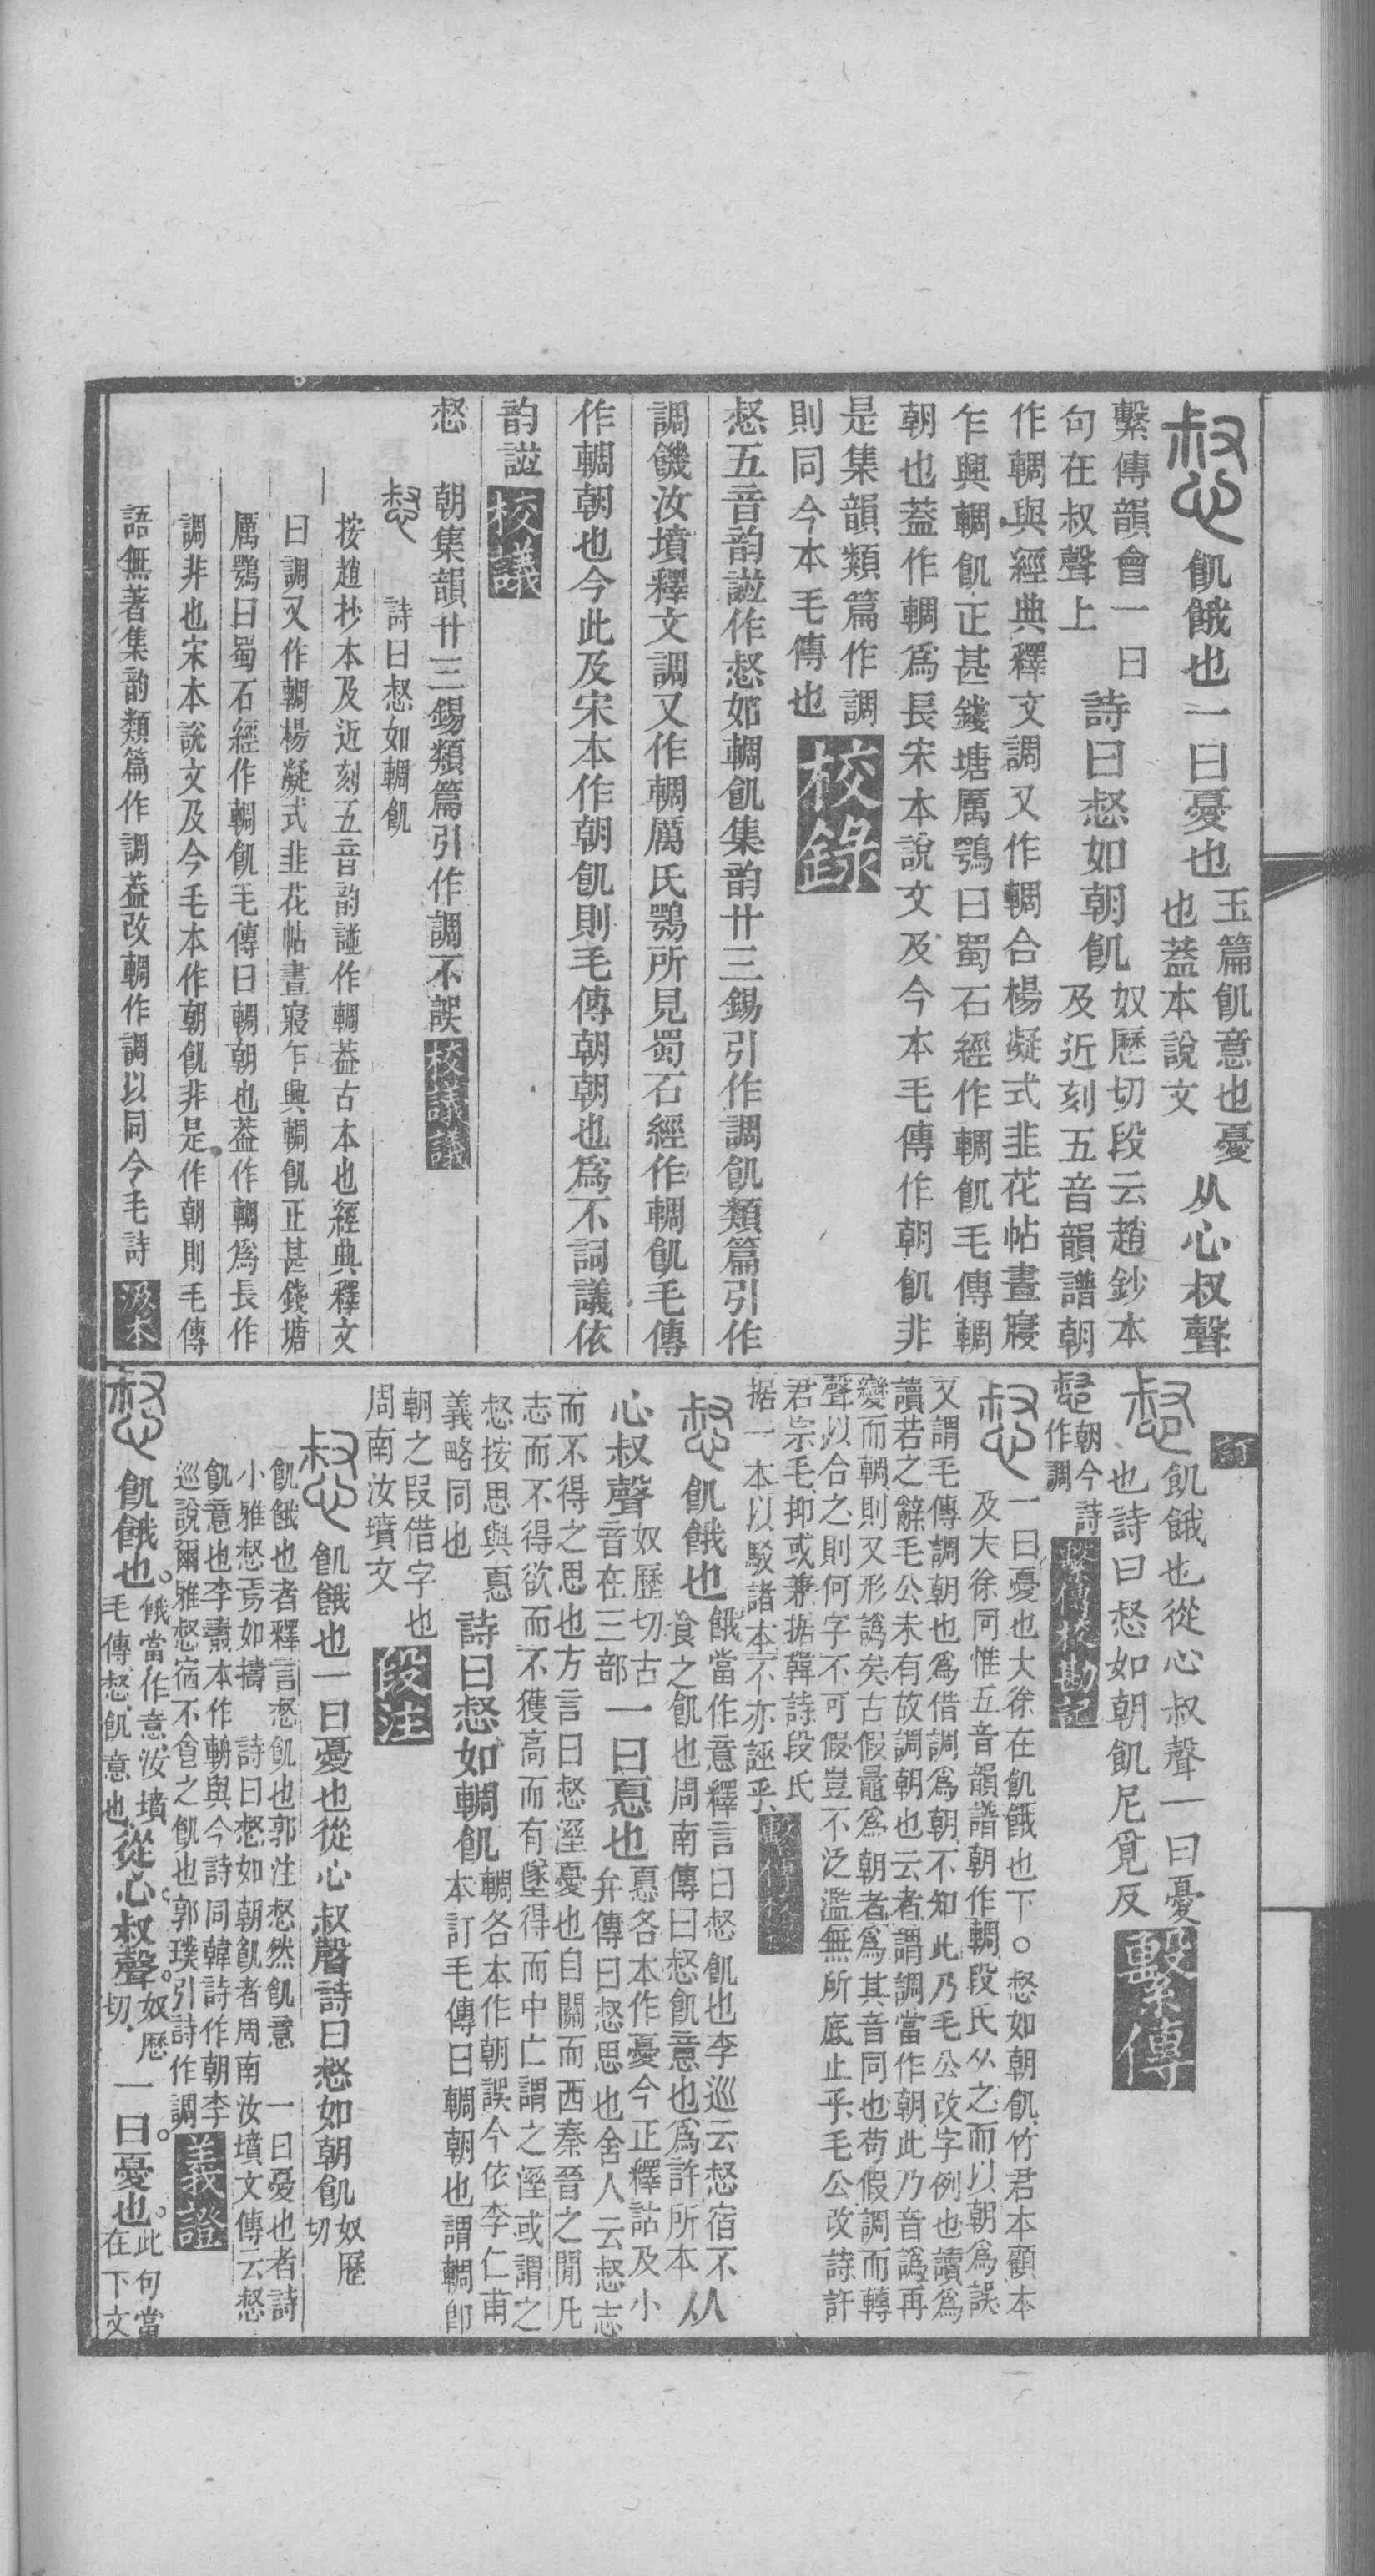 惄飢餓也一曰憂也玉篇飢意也憂也葢本說文从心叔聲
繫傳韻會一曰句在叔聲上詩曰惄如朝飢奴歷切段云趙鈔本及近刻五音韻譜朝
作輖與經典釋文調又作輖合楊凝式韭花帖晝寢
乍興輖飢正甚錢塘厲鶚曰蜀石經作輖飢毛傳輖
朝也葢作輖爲長宋本說文及今本毛傳作朝飢非
是集韻類篇作調則同今本毛傳也校錄
惄五音韵譜作惄如輖飢集韵廿三錫引作調飢類篇引作
調饑汝墳釋文調又作輖厲氏鶚所見蜀石經作輖飢毛傳
作輖朝也今此及宋本作朝飢則毛傳朝朝也爲不詞議依
韵譜校議
惄朝集韻廿三錫類篇引作調不誤校議議
惄詩曰惄如輖飢
按趙抄本及近刻五音韵譜作輖葢古本也經典釋文
曰調又作輖楊凝式韭花帖晝寢乍興輖飢正甚錢塘
厲鶚曰蜀石經作輖飢毛傳曰輖朝也葢作輖爲長作
調非也宋本說文及今毛本作朝飢非是作朝則毛傳
語無著集韵類篇作調葢改輖作調以同今毛詩汲本訂
惄飢餓也從心叔聲一曰憂
也詩曰惄如朝飢尼覓反繫傳
惄朝今詩作調繫傳校勘記
惄一曰憂也大徐在飢餓也下○惄如朝飢竹君本顧本
及大徐同惟五音韻譜朝作輖段氏从之而以朝爲誤
又謂毛傳調朝也爲借調爲朝不知此乃毛公改字例也讀爲
讀若之辭毛公未有故調朝也云者謂調當作朝此乃音譌再
變而輖則又形譌矣古假鼂爲朝者爲其音同也苟假調而轉
聲以合之則何字不可假豈不泛濫無所底止乎毛公改詩許
君宗毛抑或兼据韓詩段氏
据一本以駁諸本不亦誣乎繫傳校錄
惄飢餓也餓當作意釋言曰惄飢也李巡云惄宿不食之飢也周南傳曰惄飢意也爲許所本从
心叔聲奴歷切古音在三部一曰惪也惪各本作憂今正釋詁及小弁傳曰惄思也舍人云惄志
而不得之思也方言曰惄溼憂也自關而西秦晉之閒凡
志而不得欲而不獲高而有墜得而中亡謂之溼或謂之
惄按思與惪義略同也詩曰惄如輖飢輖各本作朝誤今依李仁甫本訂毛傳曰輖朝也謂輖卽
朝之叚借字也
周南汝墳文段注
惄飢餓也一曰憂也從心叔聲詩曰惄如朝飢奴歷切
飢餓也者釋言惄飢也郭注惄然飢意　一曰憂也者詩
小雅惄焉如擣　詩曰惄如朝飢者周南汝墳文傳云惄
飢意也李燾本作輖與今詩同韓詩作朝李
巡說爾雅惄宿不食之飢也郭璞引詩作調義證
惄飢餓也。餓當作意汝墳毛傳惄飢意也從心叔聲。奴歷切。一曰憂也。此句當在下文